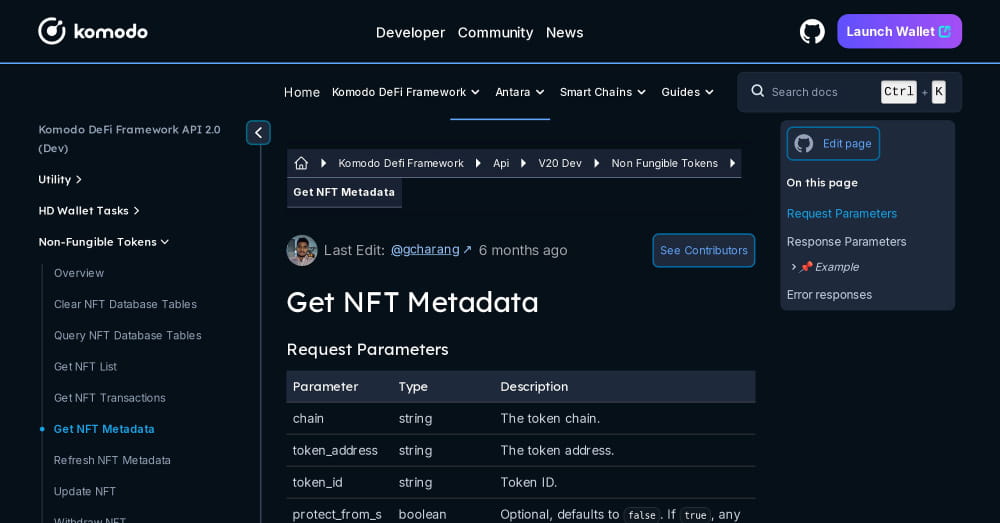 komodo
Developer Community News
Launch Wallet
Home Komodo DeFi Framework Antara Smart Chains Guides
Search docs Ctrl + K
Komodo DeFi Framework API 2.0
(Dev)
Utility
HD Wallet Tasks
Non-Fungible Tokens
Overview
Clear NFT Database Tables
Query NFT Database Tables
Get NFT List
Get NFT Transactions
Get NFT Metadata
Refresh NFT Metadata
Update NFT
Withdraw NFT
Komodo Defi Framework Api V20 Dev Non Fungible Tokens
Get NFT Metadata
Last Edit: @gcharang ↗ 6 months ago
See Contributors
Get NFT Metadata
Request Parameters
Parameter Type Description
chain string The token chain.
token_address string The token address.
token_id string Token ID.
protect_from_s boolean Optional, defaults to false. If true, any
Edit page
On this page
Request Parameters
Response Parameters
📌 Example
Error responses